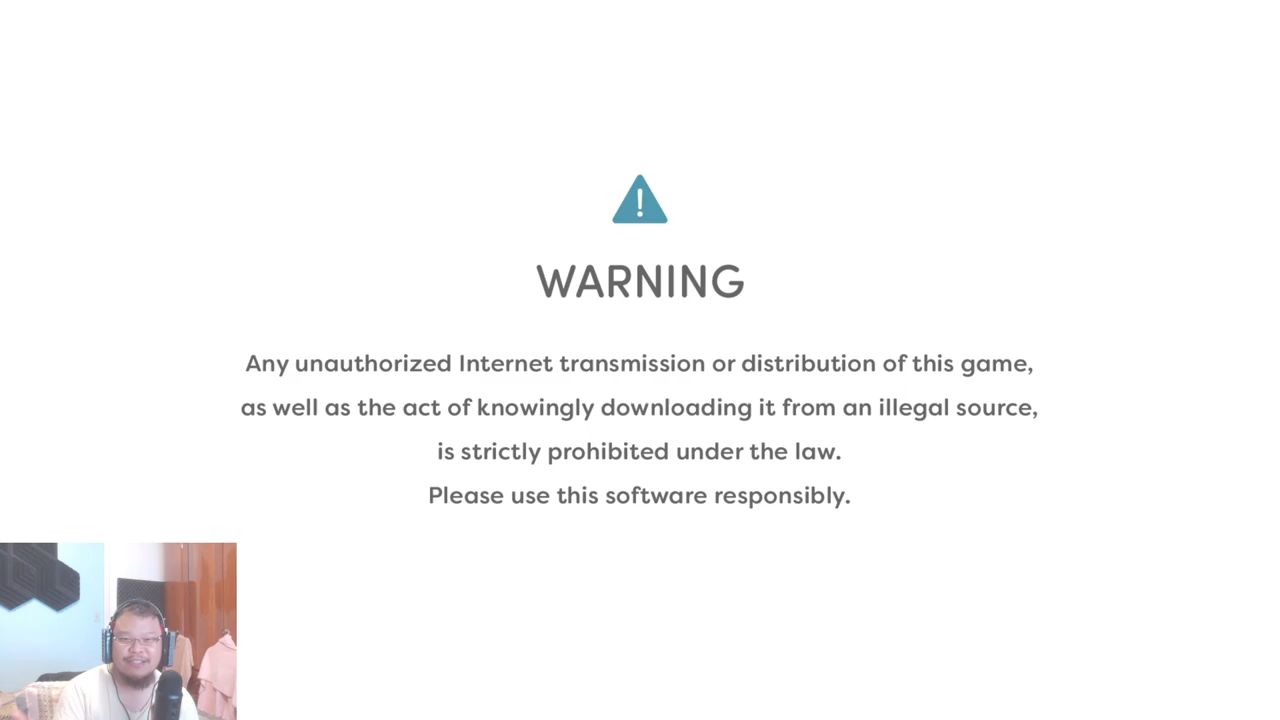 WARNING
Any unauthorized Internet transmission or distribution of this game,
as well as the act of knowingly downloading it from an illegal source,
is strictly prohibited under the law.
Please use this software responsibly.